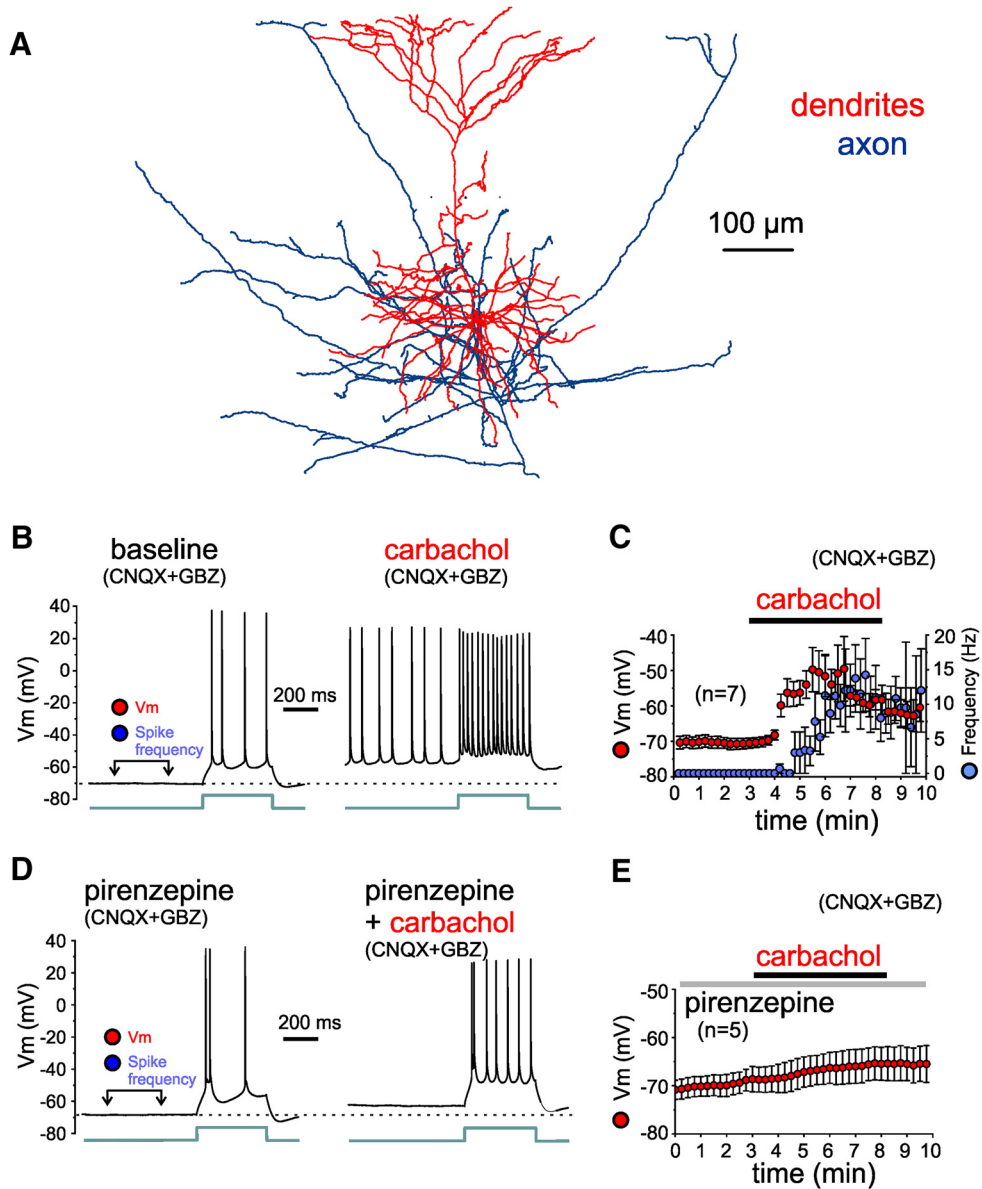 A
dendrites
axon
100 µm
B
baseline
(CNQX+GBZ)
carbachol
(CNQX+GBZ)
Vm (mV)
40
20
0
-20
-40
-60
-80
Vm
Spike
frequency
200 ms
C
(CNQX+GBZ)
carbachol
Vm (mV)
-40
-50
-60
-70
-80
(n=7)
20
15
10
5
0
Frequency (Hz)
0 1 2 3 4 5 6 7 8 9 10
time (min)
D
pirenzepine
(CNQX+GBZ)
pirenzepine
+ carbachol
(CNQX+GBZ)
Vm (mV)
40
20
0
-20
-40
-60
-80
Vm
Spike
frequency
200 ms
E
(CNQX+GBZ)
carbachol
pirenzepine
(n=5)
Vm (mV)
-50
-60
-70
-80
0 1 2 3 4 5 6 7 8 9 10
time (min)